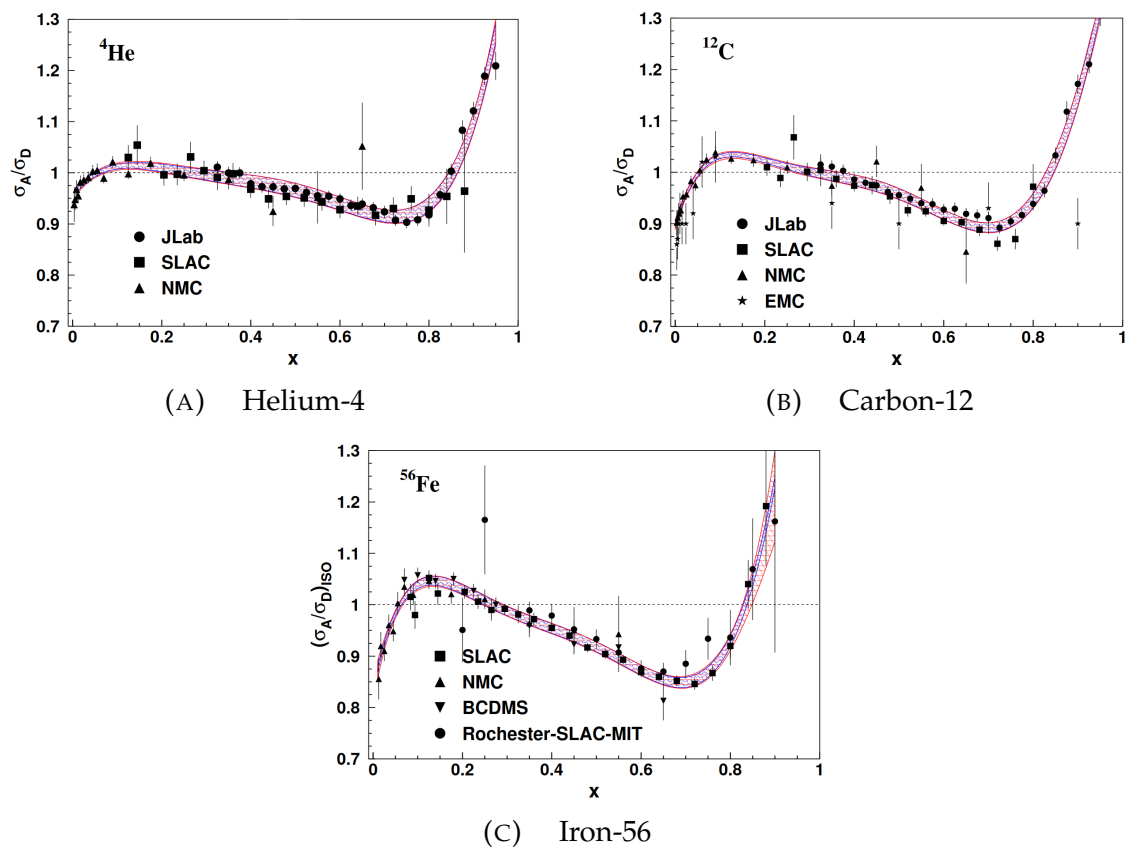 1.3
1.2
1.1
1
0.9
0.8
0.7
0 0.2 0.4 0.6 0.8 1
x
σA/σD
⁴He
JLab
SLAC
NMC
(A) Helium-4
1.3
1.2
1.1
1
0.9
0.8
0.7
0 0.2 0.4 0.6 0.8 1
x
σA/σD
¹²C
JLab
SLAC
NMC
EMC
(B) Carbon-12
1.3
1.2
1.1
1
0.9
0.8
0.7
0 0.2 0.4 0.6 0.8 1
x
(σA/σD)ISO
⁵⁶Fe
SLAC
NMC
BCDMS
Rochester-SLAC-MIT
(C) Iron-56